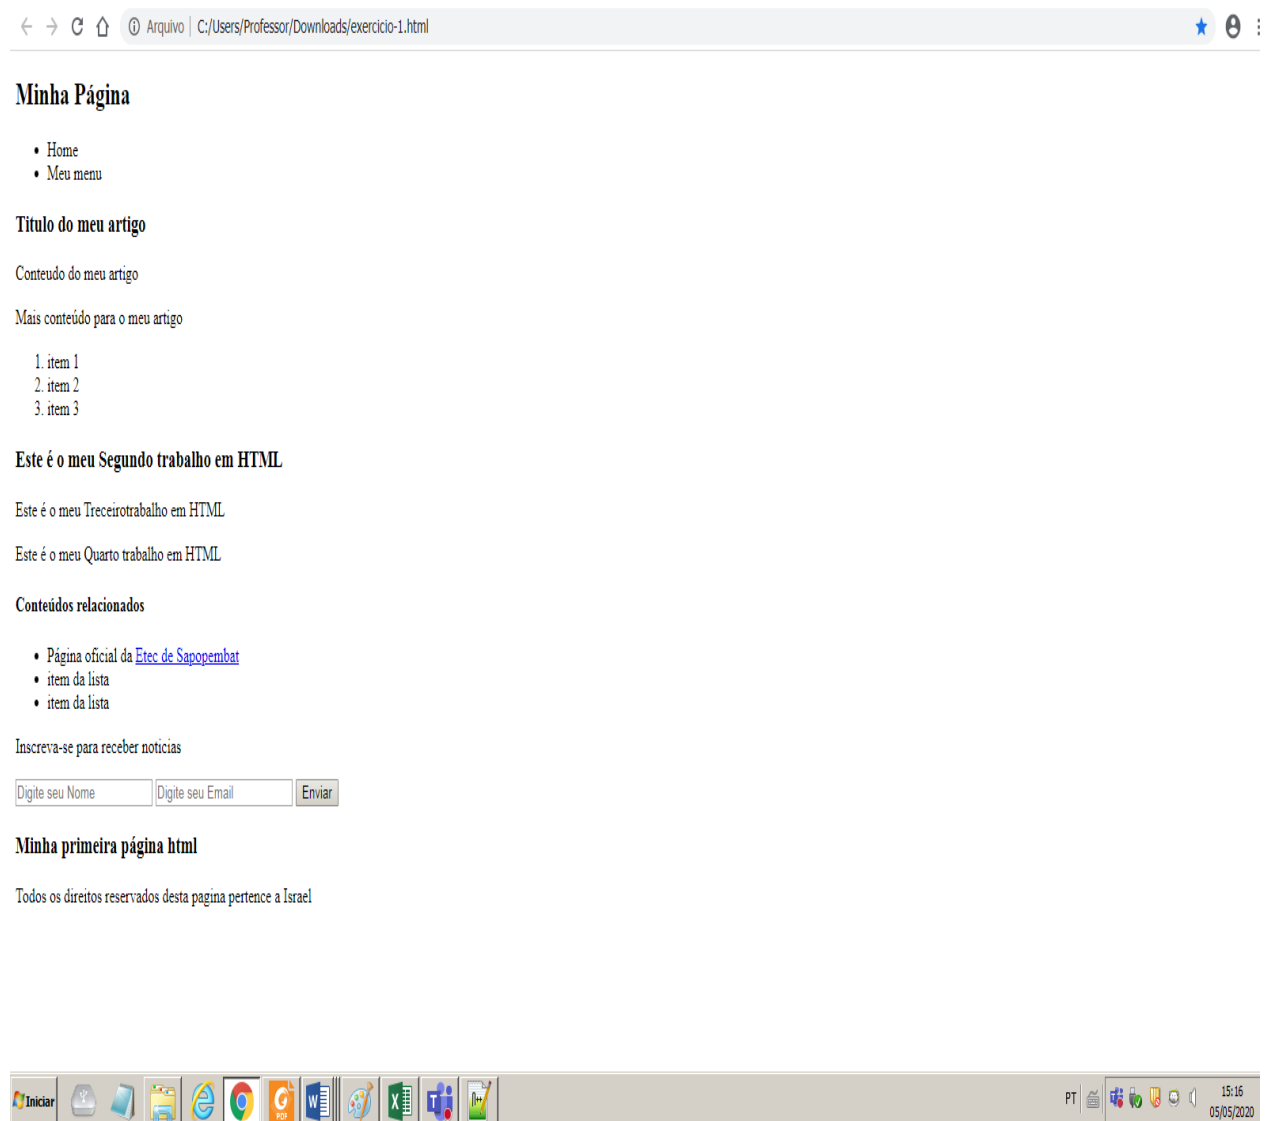 Arquivo C:/Users/Professor/Downloads/exercicio-1.html
Minha Página
• Home
• Meu menu
Titulo do meu artigo
Conteudo do meu artigo
Mais conteúdo para o meu artigo
1. item 1
2. item 2
3. item 3
Este é o meu Segundo trabalho em HTML
Este é o meu Treceirotrabalho em HTML
Este é o meu Quarto trabalho em HTML
Conteúdos relacionados
• Página oficial da Etec de Sapopembat
• item da lista
• item da lista
Inscreva-se para receber noticias
Digite seu Nome Digite seu Email Enviar
Minha primeira página html
Todos os direitos reservados desta pagina pertence a Israel
Iniciar PDF PT 15:16
05/05/2020